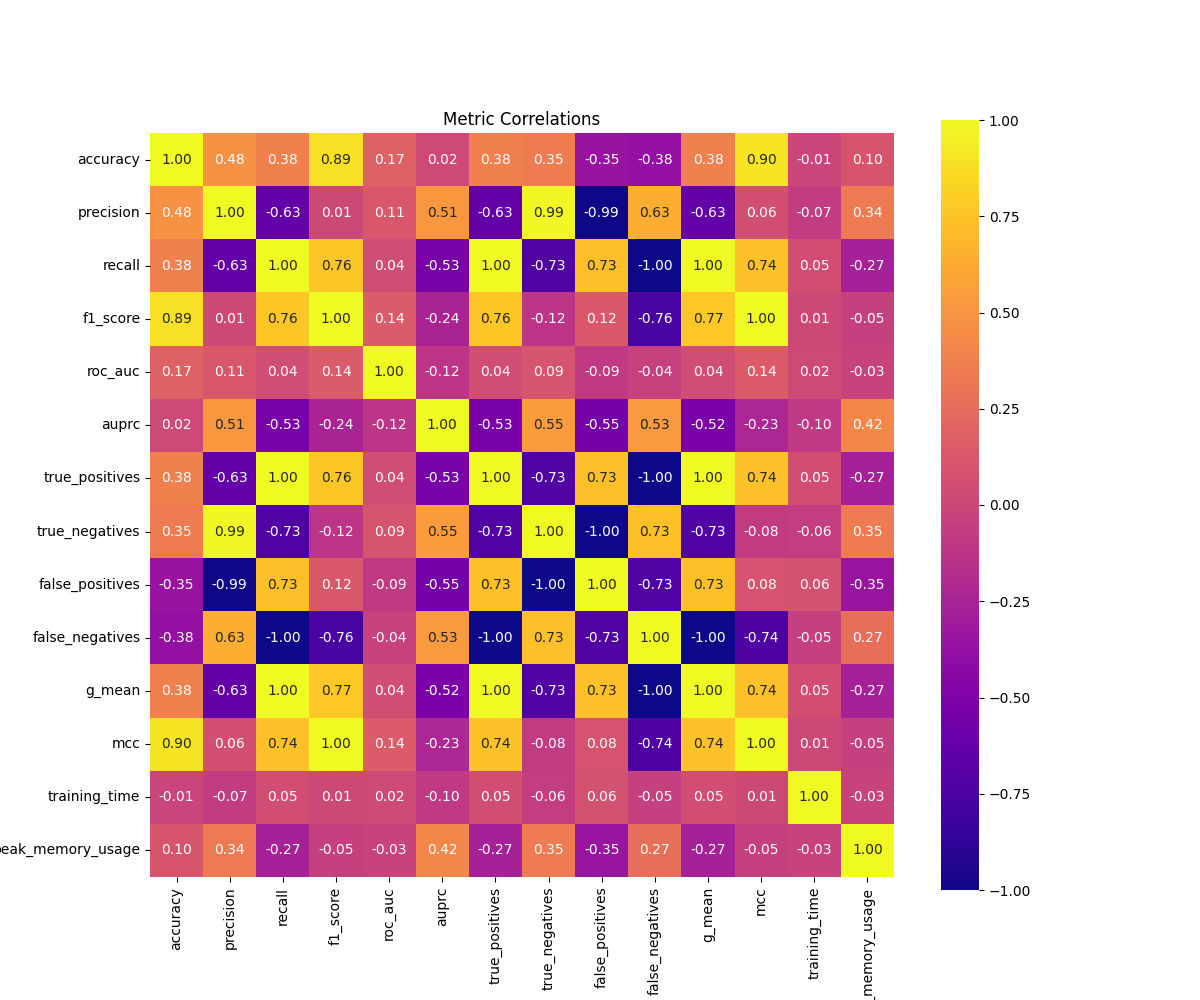 Metric Correlations
accuracy 1.00 0.48 0.38 0.89 0.17 0.02 0.38 0.35 -0.35 -0.38 0.38 0.90 -0.01 0.10
precision 0.48 1.00 -0.63 0.01 0.11 0.51 -0.63 0.99 -0.99 0.63 -0.63 0.06 -0.07 0.34
recall 0.38 -0.63 1.00 0.76 0.04 -0.53 1.00 -0.73 0.73 -1.00 1.00 0.74 0.05 -0.27
f1_score 0.89 0.01 0.76 1.00 0.14 -0.24 0.76 -0.12 0.12 -0.76 0.77 1.00 0.01 -0.05
roc_auc 0.17 0.11 0.04 0.14 1.00 -0.12 0.04 0.09 -0.09 -0.04 0.04 0.14 0.02 -0.03
auprc 0.02 0.51 -0.53 -0.24 -0.12 1.00 -0.53 0.55 -0.55 0.53 -0.52 -0.23 -0.10 0.42
true_positives 0.38 -0.63 1.00 0.76 0.04 -0.53 1.00 -0.73 0.73 -1.00 1.00 0.74 0.05 -0.27
true_negatives 0.35 0.99 -0.73 -0.12 0.09 0.55 -0.73 1.00 -1.00 0.73 -0.73 -0.08 -0.06 0.35
false_positives -0.35 -0.99 0.73 0.12 -0.09 -0.55 0.73 -1.00 1.00 -0.73 0.73 0.08 0.06 -0.35
false_negatives -0.38 0.63 -1.00 -0.76 -0.04 0.53 -1.00 0.73 -0.73 1.00 -1.00 -0.74 -0.05 0.27
g_mean 0.38 -0.63 1.00 0.77 0.04 -0.52 1.00 -0.73 0.73 -1.00 1.00 0.74 0.05 -0.27
mcc 0.90 0.06 0.74 1.00 0.14 -0.23 0.74 -0.08 0.08 -0.74 0.74 1.00 0.01 -0.05
training_time -0.01 -0.07 0.05 0.01 0.02 -0.10 0.05 -0.06 0.06 -0.05 0.05 0.01 1.00 -0.03
eak_memory_usage 0.10 0.34 -0.27 -0.05 -0.03 0.42 -0.27 0.35 -0.35 0.27 -0.27 -0.05 -0.03 1.00
accuracy
precision
recall
f1_score
roc_auc
auprc
true_positives
true_negatives
false_positives
false_negatives
g_mean
mcc
training_time
_memory_usage
1.00
0.75
0.50
0.25
0.00
−0.25
−0.50
−0.75
−1.00